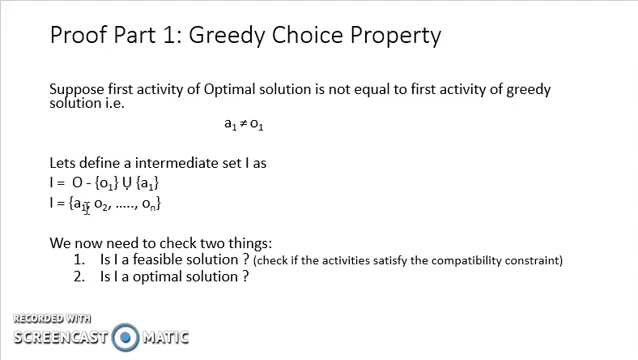 Proof Part 1: Greedy Choice Property
Suppose first activity of Optimal solution is not equal to first activity of greedy
solution i.e.
a₁ ≠ o₁
Lets define a intermediate set I as
I = O - {o₁} Ụ {a₁}
I = {a₁, o₂, ....., oₙ}
We now need to check two things:
1. Is I a feasible solution ? (check if the activities satisfy the compatibility constraint)
2. Is I a optimal solution ?
RECORDED WITH
SCREENCAST MATIC